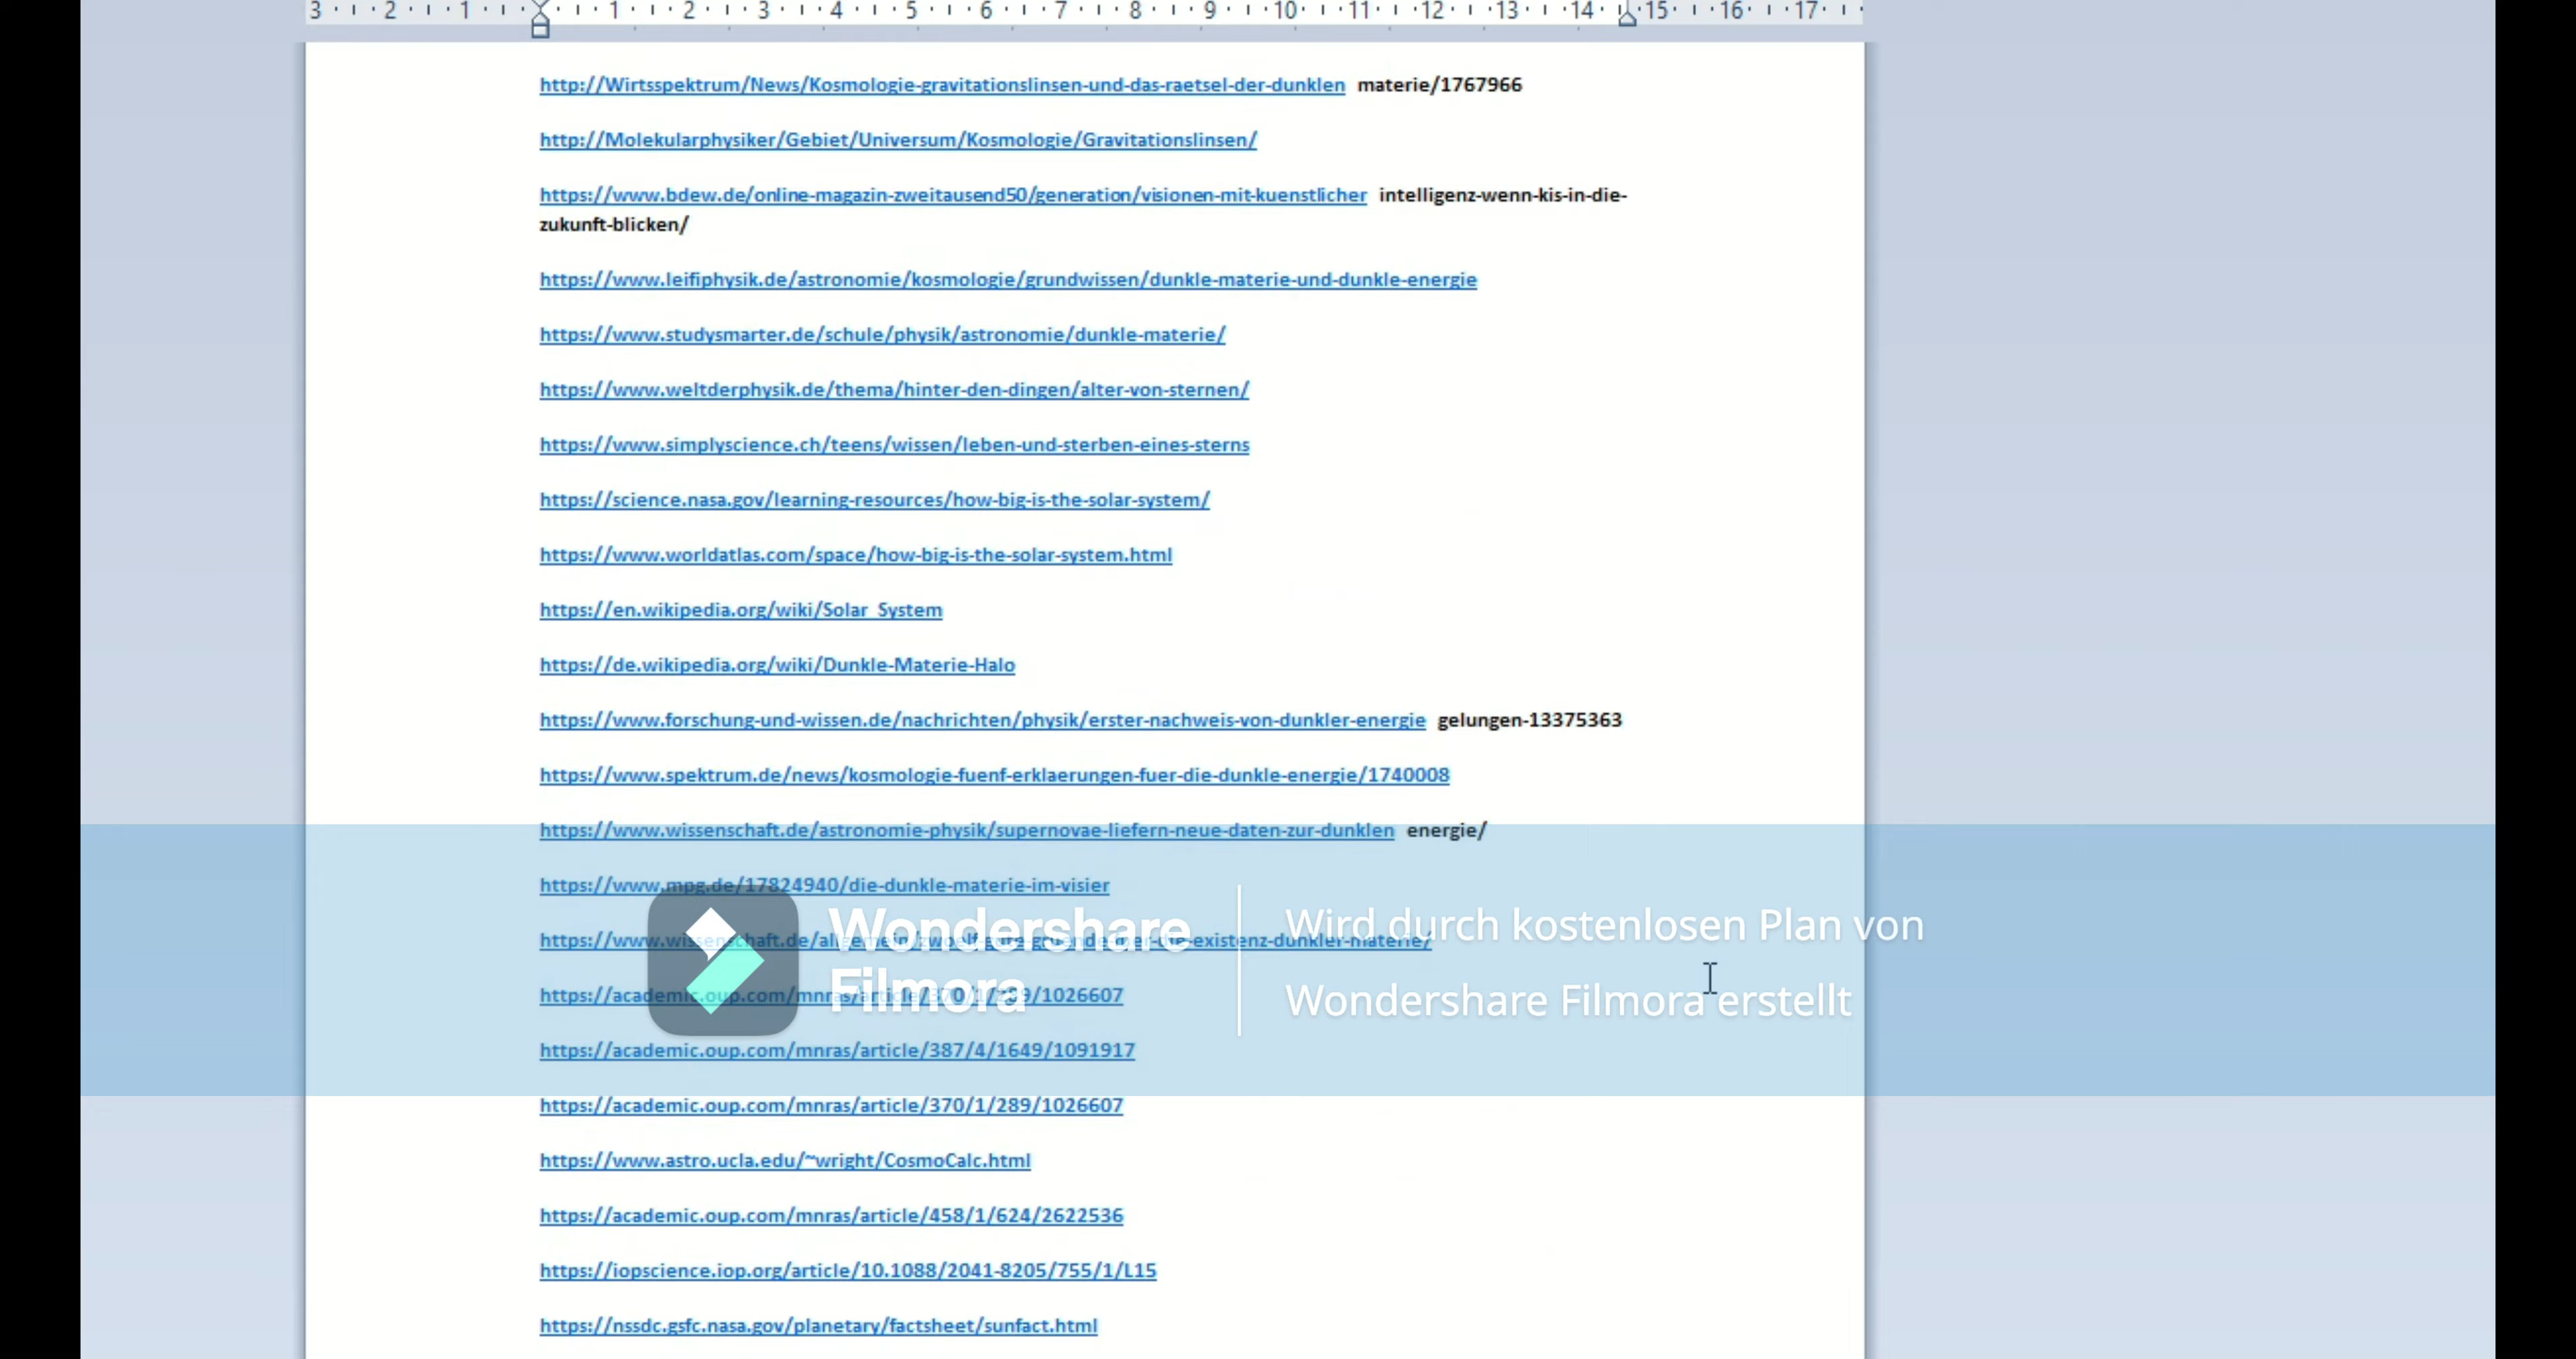 3 2 1 1 2 3 4 5 6 7 8 9 10 11 12 13 14 15 16 17
http://Wirtsspektrum/News/Kosmologie-gravitationslinsen-und-das-raetsel-der-dunklen materie/1767966
http://Molekularphysiker/Gebiet/Universum/Kosmologie/Gravitationslinsen/
https://www.bdew.de/online-magazin-zweitausend50/generation/visionen-mit-kuenstlicher intelligenz-wenn-kis-in-die-
zukunft-blicken/
https://www.leifiphysik.de/astronomie/kosmologie/grundwissen/dunkle-materie-und-dunkle-energie
https://www.studysmarter.de/schule/physik/astronomie/dunkle-materie/
https://www.weltderphysik.de/thema/hinter-den-dingen/alter-von-sternen/
https://www.simplyscience.ch/teens/wissen/leben-und-sterben-eines-sterns
https://science.nasa.gov/learning-resources/how-big-is-the-solar-system/
https://www.worldatlas.com/space/how-big-is-the-solar-system.html
https://en.wikipedia.org/wiki/Solar_System
https://de.wikipedia.org/wiki/Dunkle-Materie-Halo
https://www.forschung-und-wissen.de/nachrichten/physik/erster-nachweis-von-dunkler-energie gelungen-13375363
https://www.spektrum.de/news/kosmologie-fuenf-erklaerungen-fuer-die-dunkle-energie/1740008
https://www.wissenschaft.de/astronomie-physik/supernovae-liefern-neue-daten-zur-dunklen energie/
https://www.mpg.de/17824940/die-dunkle-materie-im-visier
Wondershare
Filmora
Wird durch kostenlosen Plan von
Wondershare Filmora erstellt
https://academic.oup.com/mnras/article/370/1/289/1026607
https://academic.oup.com/mnras/article/387/4/1649/1091917
https://academic.oup.com/mnras/article/370/1/289/1026607
https://www.astro.ucla.edu/~wright/CosmoCalc.html
https://academic.oup.com/mnras/article/458/1/624/2622536
https://iopscience.iop.org/article/10.1088/2041-8205/755/1/L15
https://nssdc.gsfc.nasa.gov/planetary/factsheet/sunfact.html